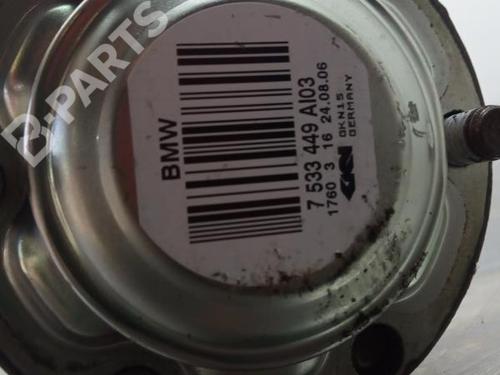 B-PARTS
BMW
7 533 449 AI03
1760 3 16 24.08.06
GKN
GKN15
GERMANY